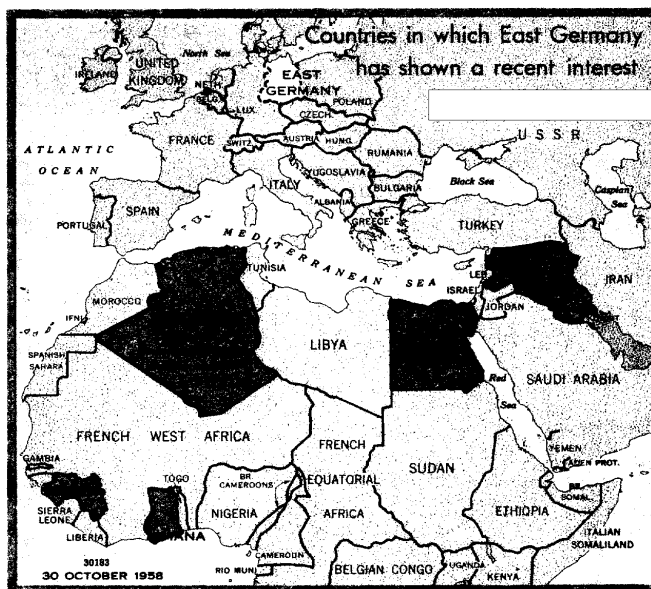 Countries in which East Germany
has shown a recent interest
North Sea
IRELAND
UNITED
KINGDOM
NETH.
BELG.
LUX.
EAST
GERMANY
POLAND
CZECH.
U S S R
FRANCE
SWITZ.
AUSTRIA
HUNG.
RUMANIA
ATLANTIC
OCEAN
ITALY
YUGOSLAVIA
BULGARIA
Black Sea
Caspian
Sea
ALBANIA
GREECE
TURKEY
PORTUGAL
SPAIN
MEDITERRANEAN SEA
MOROCCO
TUNISIA
LEB.
ISRAEL
JORDAN
IRAN
IFNI
SPANISH
SAHARA
LIBYA
SAUDI ARABIA
Red
Sea
FRENCH WEST AFRICA
FRENCH
EQUATORIAL
AFRICA
SUDAN
YEMEN
ADEN PROT.
BR.
SOMAL.
GAMBIA
TOGO
BR.
CAMEROONS
NIGERIA
ETHIOPIA
SIERRA
LEONE
LIBERIA
ITALIAN
SOMALILAND
CAMEROUN
RIO MUNI
BELGIAN CONGO
UGANDA
KENYA
30183
30 OCTOBER 1958